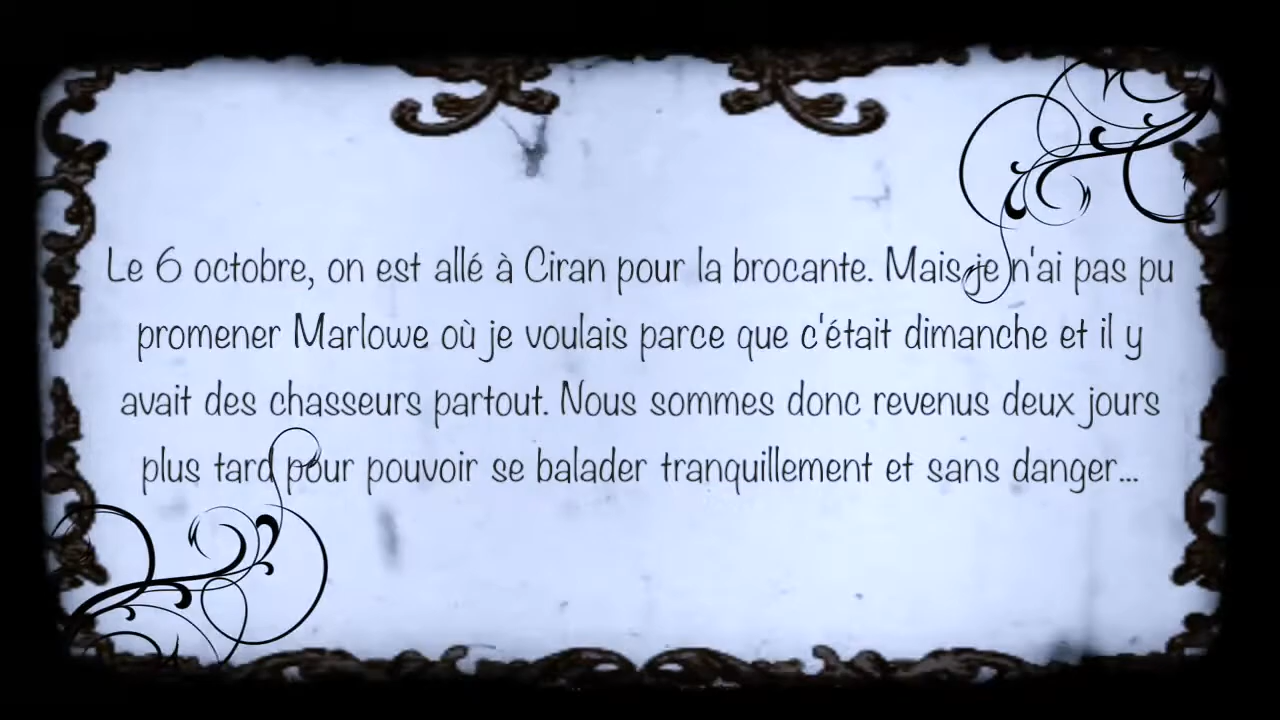 Le 6 octobre, on est allé à Ciran pour la brocante. Mais je n'ai pas pu
promener Marlowe où je voulais parce que c'était dimanche et il y
avait des chasseurs partout. Nous sommes donc revenus deux jours
plus tard pour pouvoir se balader tranquillement et sans danger...